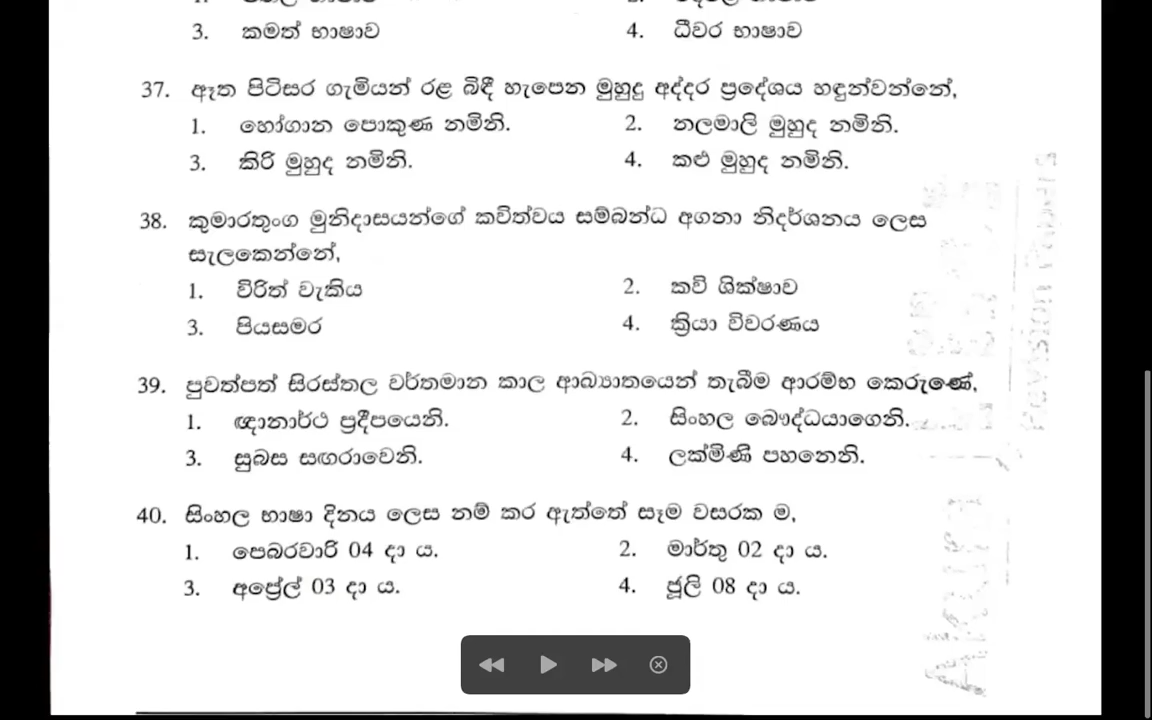 3. කමත් භාෂාව 4. ධීවර භාෂාව
37. ඈත පිටිසර ගැමියන් රළ බිඳී හැපෙන මුහුදු අද්දර ප්‍රදේශය හඳුන්වන්නේ,
1. හෝගාන පොකුණ නමිනි. 2. නලමාලි මුහුද නමිනි.
3. කිරි මුහුද නමිනි. 4. කළු මුහුද නමිනි.
38. කුමාරතුංග මුනිදාසයන්ගේ කවිත්වය සම්බන්ධ අගනා නිදර්ශනය ලෙස
සැලකෙන්නේ,
1. විරිත් වැකිය 2. කවි ශික්ෂාව
3. පියසමර 4. ක්‍රියා විවරණය
39. පුවත්පත් සිරස්තල වර්තමාන කාල ආඛ්‍යාතයෙන් තැබීම ආරම්භ කෙරුණේ,
1. ඥානාර්ථ ප්‍රදීපයෙනි. 2. සිංහල බෞද්ධයාගෙනි.
3. සුබස සඟරාවෙනි. 4. ලක්මිණි පහනෙනි.
40. සිංහල භාෂා දිනය ලෙස නම් කර ඇත්තේ සෑම වසරක ම,
1. පෙබරවාරි 04 දා ය. 2. මාර්තු 02 දා ය.
3. අප්‍රේල් 03 දා ය. 4. ජූලි 08 දා ය.